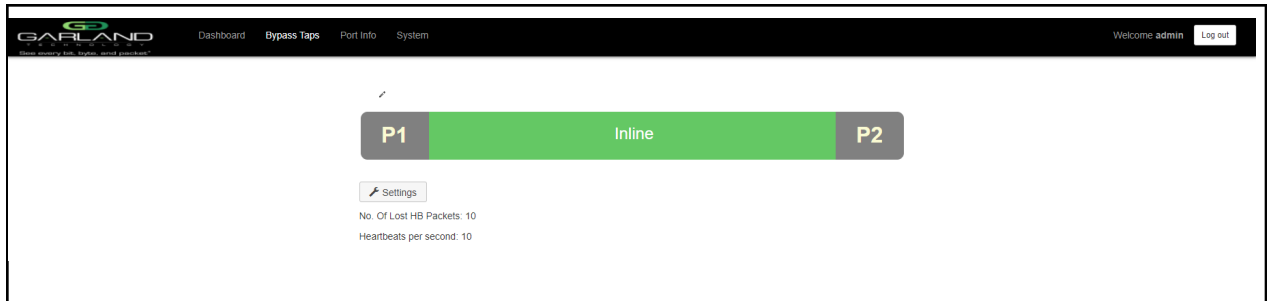 GARLAND
TECHNOLOGY
See every bit, byte, and packet™
Dashboard Bypass Taps Port Info System Welcome admin Log out
P1 Inline P2
Settings
No. Of Lost HB Packets: 10
Heartbeats per second: 10